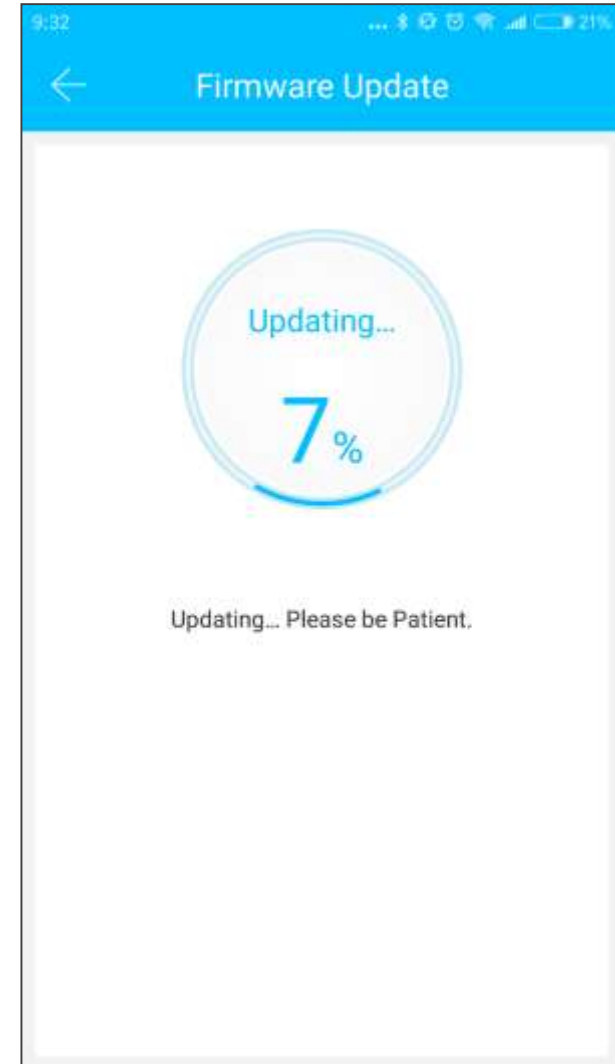 9:32 ... 21%
Firmware Update
Updating...
7%
Updating... Please be Patient.